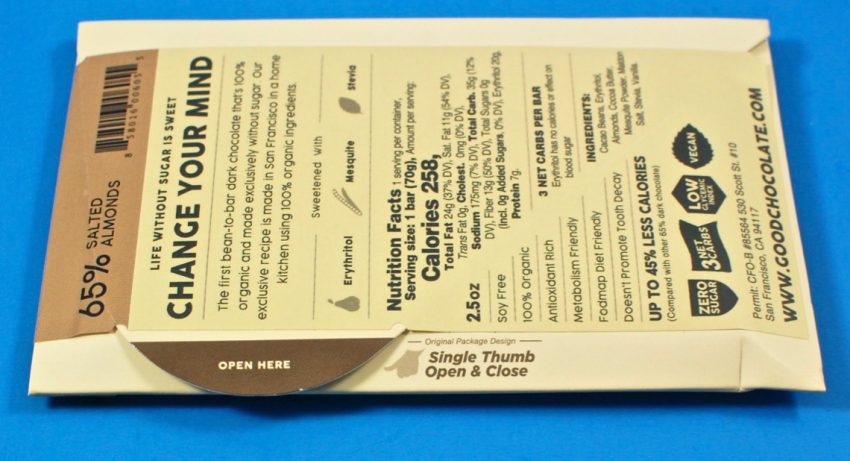 65% SALTED
ALMONDS
8 58016 00605 5
LIFE WITHOUT SUGAR IS SWEET
CHANGE YOUR MIND
The first bean-to-bar dark chocolate that's 100%
organic and made exclusively without sugar. Our
exclusive recipe is made in San Francisco in a home
kitchen using 100% organic ingredients.
Sweetened with
Erythritol
Mesquite
Stevia
Nutrition Facts 1 serving per container,
Serving size: 1 Bar (70g), Amount per serving:
Calories 258,
Total Fat 24g (37% DV), Sat. Fat 11g (54% DV),
Trans Fat 0g, Cholest. 0mg (0% DV),
Sodium 175mg (7% DV), Total Carb. 35g (12%
DV), Fiber 13g (50% DV), Total Sugars 0g
(Incl. 0g Added Sugars, 0% DV), Erythritol 20g,
Protein 7g.
2.5oz
Soy Free
100% Organic
Antioxidant Rich
Metabolism Friendly
Fodmap Diet Friendly
Doesn't Promote Tooth Decay
3 NET CARBS PER BAR
Erythritol has no calories or effect on
blood sugar
INGREDIENTS:
Cacao Beans, Erythritol,
Almonds, Cocoa Butter,
Mesquite Powder, Maldon
Salt, Stevia, Vanilla.
UP TO 45% LESS CALORIES
(Compared with other 65% dark chocolate)
ZERO
SUGAR
3 NET
CARBS
LOW
GLYCEMIC
INDEX
VEGAN
Permit: CFO-B #85564 530 Scott St. #10
San Francisco, CA 94117
WWW.GOODCHOCOLATE.COM
OPEN HERE
Original Package Design
Single Thumb
Open & Close